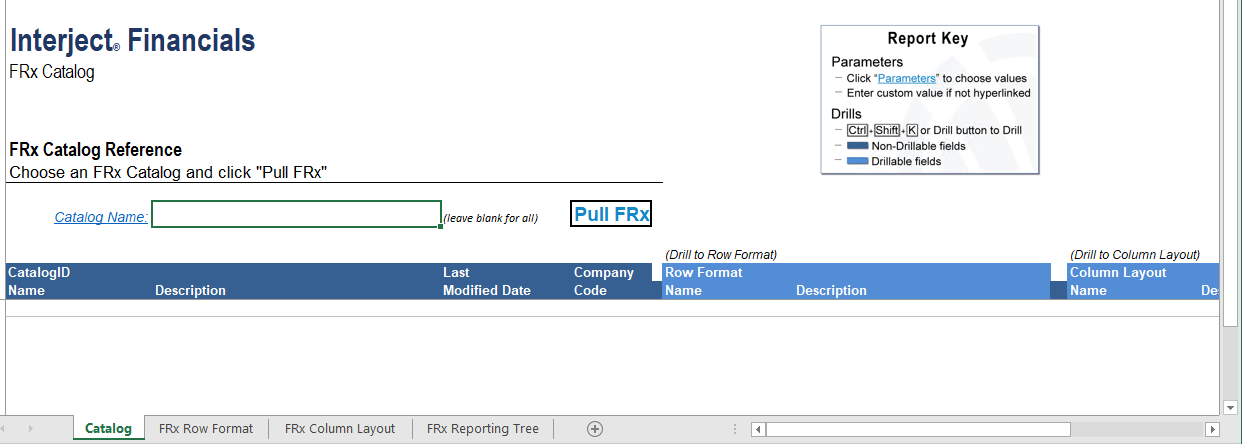 Interject® Financials
FRx Catalog
Report Key
Parameters
– Click "Parameters" to choose values
– Enter custom value if not hyperlinked
Drills
– Ctrl+Shift+K or Drill button to Drill
– Non-Drillable fields
– Drillable fields
FRx Catalog Reference
Choose an FRx Catalog and click "Pull FRx"
Catalog Name: (leave blank for all) Pull FRx
(Drill to Row Format) (Drill to Column Layout)
CatalogID Last Company Row Format Column Layout
Name Description Modified Date Code Name Description Name De
Catalog FRx Row Format FRx Column Layout FRx Reporting Tree